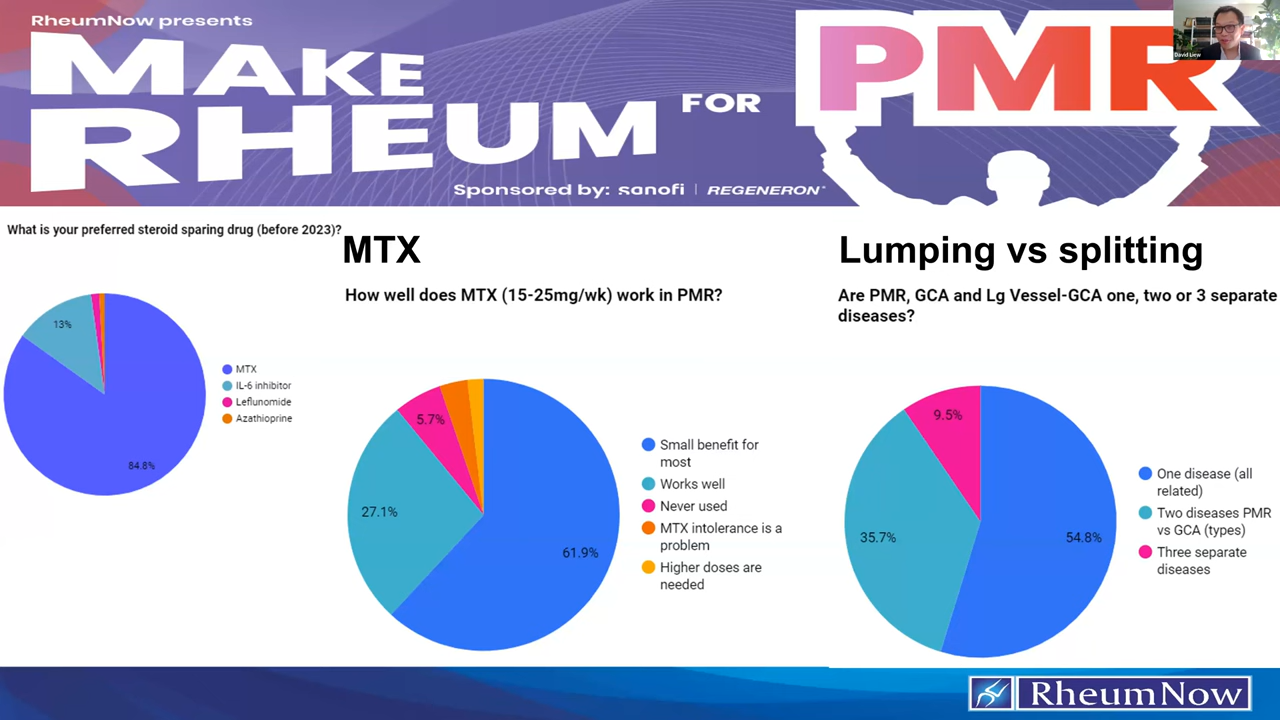 RheumNow presents
MAKE
RHEUM
FOR
PMR
David Liew
Sponsored by: sanofi | REGENERON
What is your preferred steroid sparing drug (before 2023)?
13%
84.8%
MTX
IL-6 inhibitor
Leflunomide
Azathioprine
MTX
How well does MTX (15-25mg/wk) work in PMR?
5.7%
27.1%
61.9%
Small benefit for
most
Works well
Never used
MTX intolerance is a
problem
Higher doses are
needed
Lumping vs splitting
Are PMR, GCA and Lg Vessel-GCA one, two or 3 separate
diseases?
9.5%
35.7%
54.8%
One disease (all
related)
Two diseases PMR
vs GCA (types)
Three separate
diseases
RheumNow